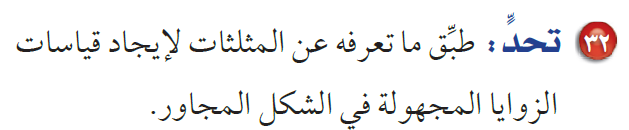 ٣٢ تحدٍّ: طبِّق ما تعرفه عن المثلثات لإيجاد قياسات
الزوايا المجهولة في الشكل المجاور.